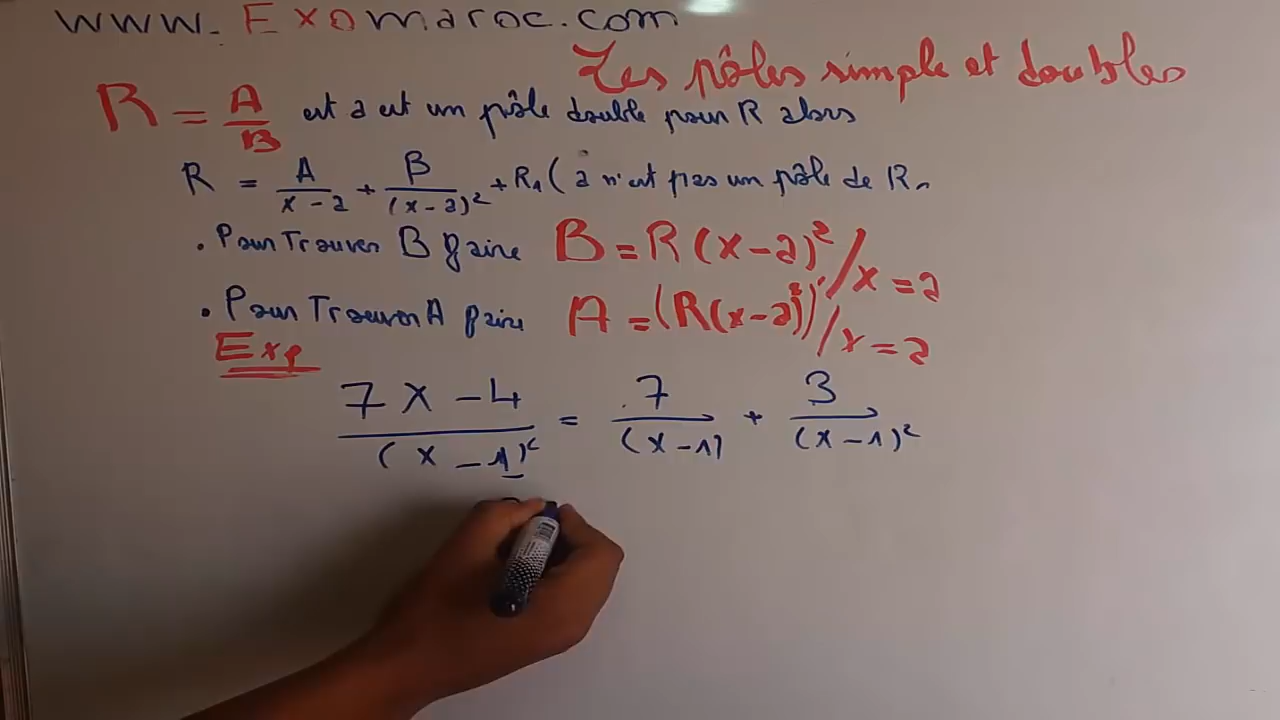 www.Exomaroc.com
Les pôles simple et doubles
R = A/B et a est un pôle double pour R alors
R = A/(x-a) + B/(x-a)² + R₁ (a n'est pas un pôle de R₁
. Pour Trouver B faire B = R(x-a)² / x=a
. Pour Trouver A faire A = (R(x-a)²)' / x=a
Exp
(7x-4)/(x-1)² = 7/(x-1) + 3/(x-1)²